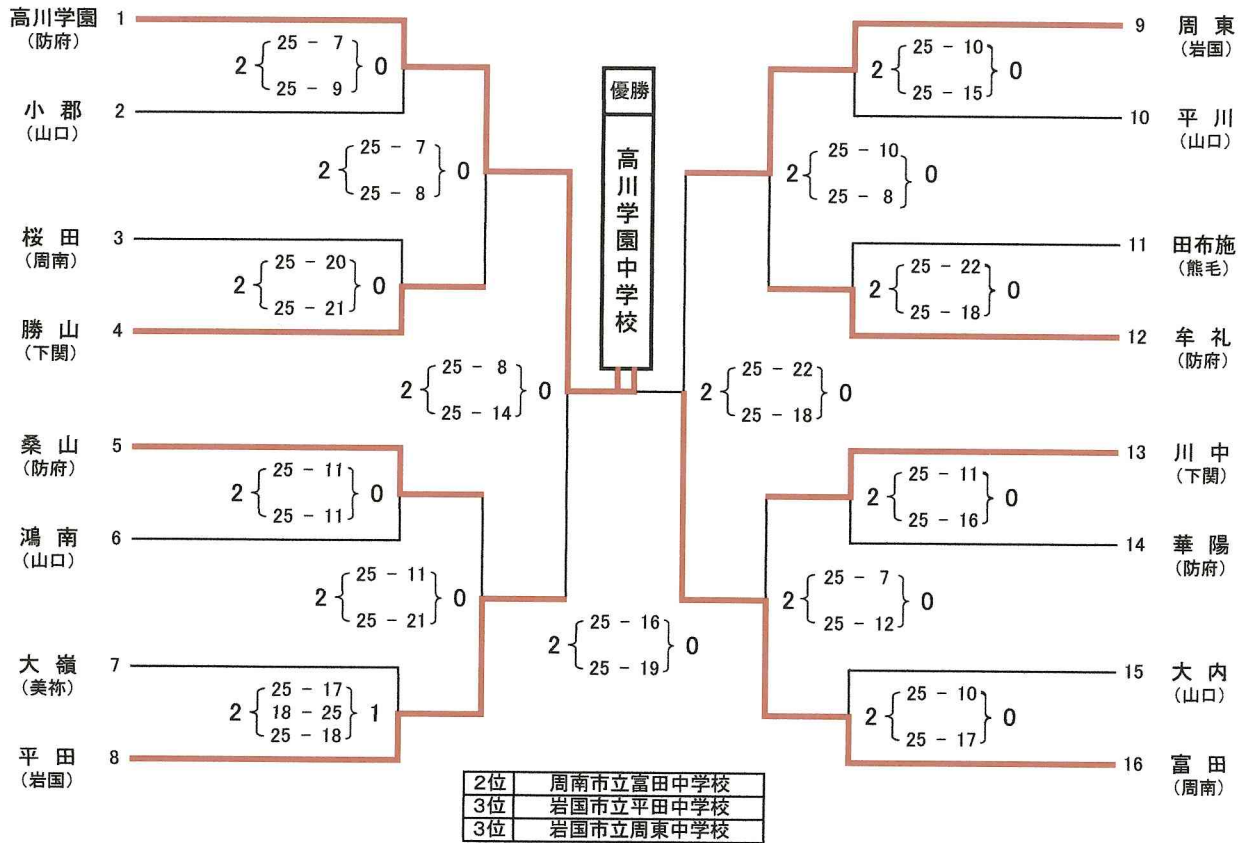 高川学園 1
(防府)
2 25 - 7 0
25 - 9
小郡 2
(山口)
2 25 - 7 0
25 - 8
桜田 3
(周南)
2 25 - 20 0
25 - 21
勝山 4
(下関)
2 25 - 8 0
25 - 14
桑山 5
(防府)
2 25 - 11 0
25 - 11
鴻南 6
(山口)
2 25 - 11 0
25 - 21
大嶺 7
(美祢)
2 25 - 17 1
18 - 25
25 - 18
平田 8
(岩国)
優勝
高川学園中学校
2 25 - 16 0
25 - 19
9 周東
(岩国)
2 25 - 10 0
25 - 15
10 平川
(山口)
2 25 - 10 0
25 - 8
11 田布施
(熊毛)
2 25 - 22 0
25 - 18
12 牟礼
(防府)
2 25 - 22 0
25 - 18
13 川中
(下関)
2 25 - 11 0
25 - 16
14 華陽
(防府)
2 25 - 7 0
25 - 12
15 大内
(山口)
2 25 - 10 0
25 - 17
16 富田
(周南)
2位 周南市立富田中学校
3位 岩国市立平田中学校
3位 岩国市立周東中学校